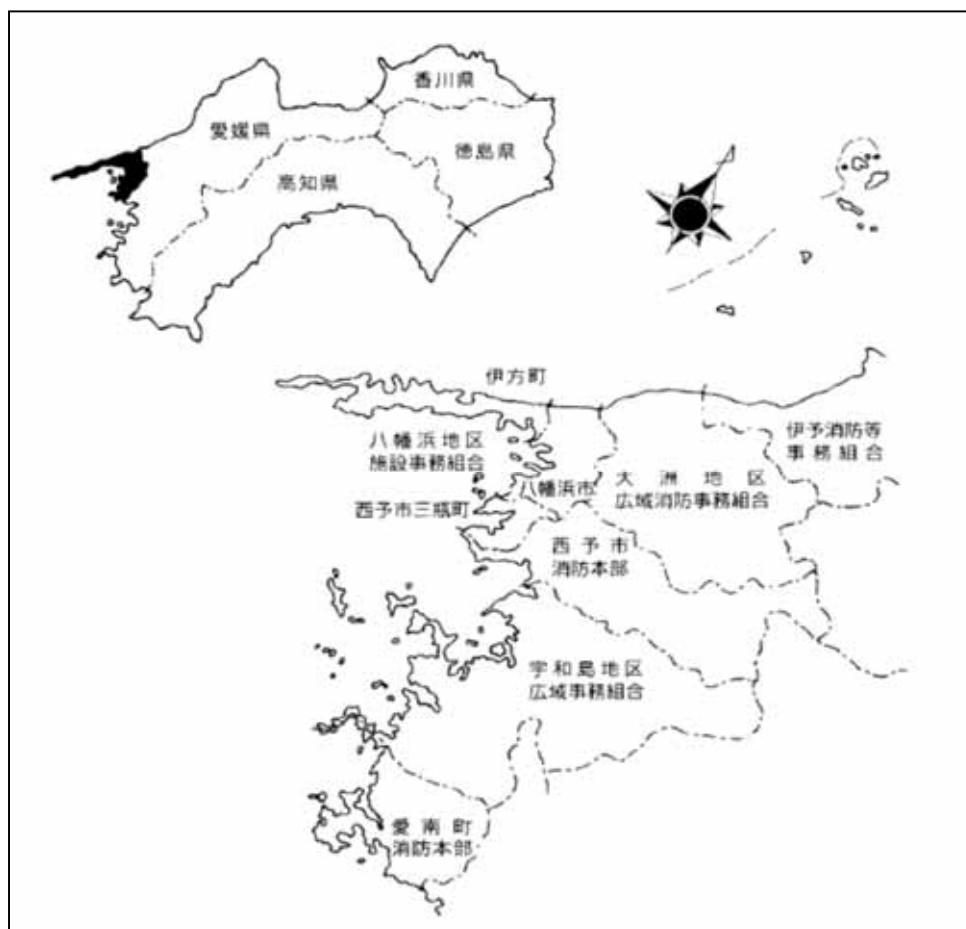 香川県
愛媛県
徳島県
高知県
伊方町
八幡浜地区
施設事務組合
伊予消防等
事務組合
八幡浜市
大洲地区
広域消防事務組合
西予市三瓶町
西予市
消防本部
宇和島地区
広域事務組合
愛南町
消防本部